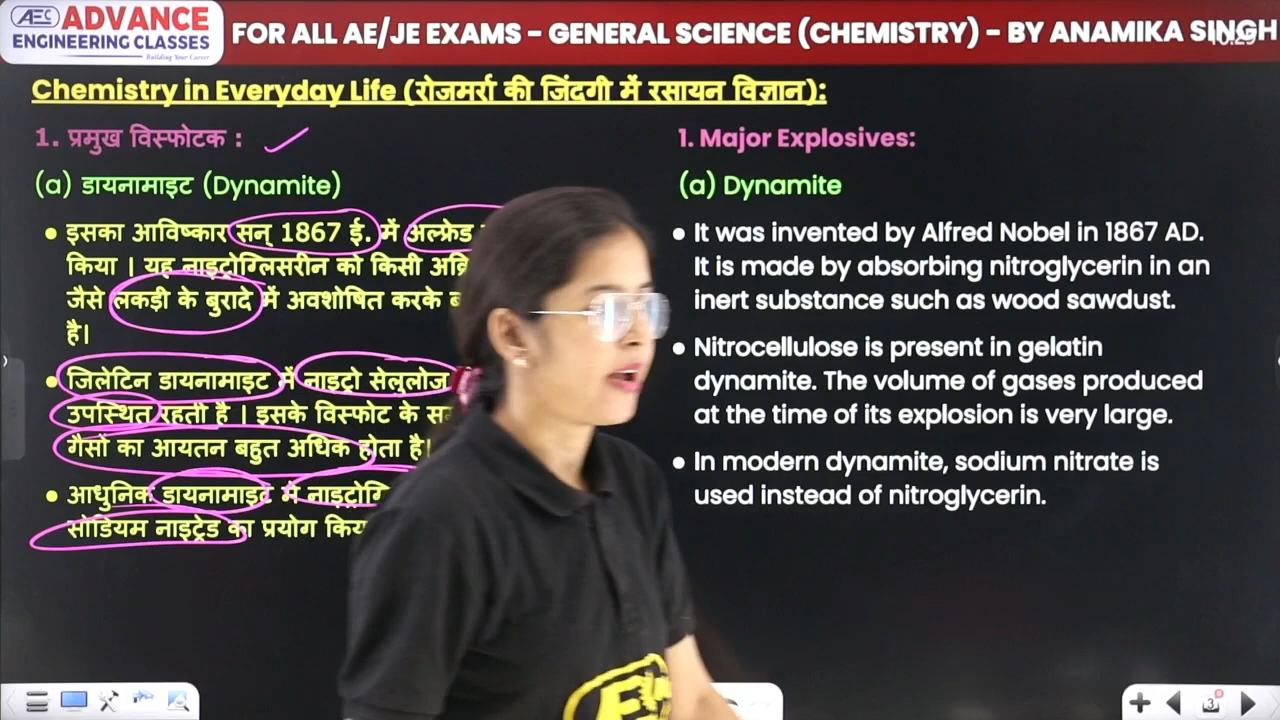 AEC ADVANCE
ENGINEERING CLASSES
Building Your Career
FOR ALL AE/JE EXAMS - GENERAL SCIENCE (CHEMISTRY) - BY ANAMIKA SINGH
Chemistry in Everyday Life (रोजमर्रा की जिंदगी में रसायन विज्ञान):
1. प्रमुख विस्फोटक :
(a) डायनामाइट (Dynamite)
• इसका आविष्कार सन् 1867 ई. में अल्फ्रेड
किया । यह नाइट्रोग्लिसरीन को किसी
जैसे लकड़ी के बुरादे में अवशोषित करके
है।
• जिलेटिन डायनामाइट में नाइट्रो सेलुलोज
उपस्थित रहती है । इसके विस्फोट के
गैसों का आयतन बहुत अधिक होता है।
• आधुनिक डायनामाइट में
सोडियम नाइट्रेड का प्रयोग
1. Major Explosives:
(a) Dynamite
• It was invented by Alfred Nobel in 1867 AD.
It is made by absorbing nitroglycerin in an
inert substance such as wood sawdust.
• Nitrocellulose is present in gelatin
dynamite. The volume of gases produced
at the time of its explosion is very large.
• In modern dynamite, sodium nitrate is
used instead of nitroglycerin.
3